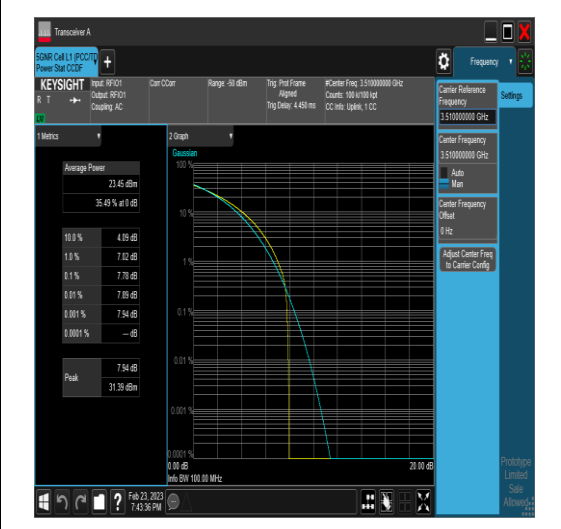 Transceiver A
5GNR Cell L1 (PCC/TD
Power Stat CCDF
Frequency
KEYSIGHT
R T
LO
Input: RFIO1
Output: RFIO1
Coupling: AC
Corr CCorr
Range: -50 dBm
Trig: Prot Frame
Aligned
Trig Delay: 4.450 ms
#Center Freq: 3.510000000 GHz
Counts: 100 k/100 kpt
CC Info: Uplink, 1 CC
Carrier Reference
Frequency
3.510000000 GHz
Settings
Center Frequency
3.510000000 GHz
Auto
Man
Center Frequency
Offset
0 Hz
Adjust Center Freq
to Carrier Config
1 Metrics
Average Power
23.45 dBm
35.49 % at 0 dB
10.0 % 4.09 dB
1.0 % 7.02 dB
0.1 % 7.78 dB
0.01 % 7.89 dB
0.001 % 7.94 dB
0.0001 % --- dB
Peak
7.94 dB
31.39 dBm
2 Graph
Gaussian
100 %
10 %
1 %
0.1 %
0.01 %
0.001 %
0.0001 %
0.00 dB 20.00 dB
Info BW 100.00 MHz
Prototype
Limited
Sale
Allowed
Feb 23, 2023
7:43:36 PM